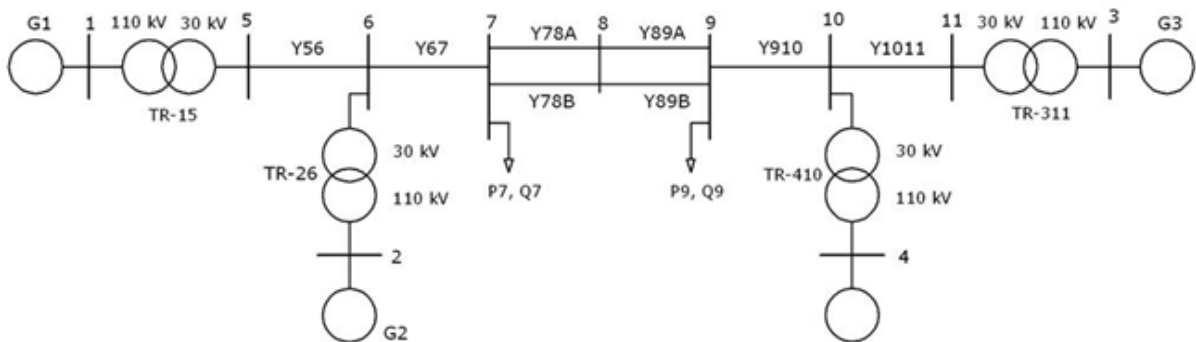 G1 1 110 kV 30 kV 5 6 7 8 9 10 11 30 kV 110 kV 3 G3
Y56 Y67 Y78A Y89A Y910 Y1011
TR-15 Y78B Y89B TR-311
TR-26 30 kV P7, Q7 P9, Q9 TR-410 30 kV
110 kV 110 kV
2 4
G2